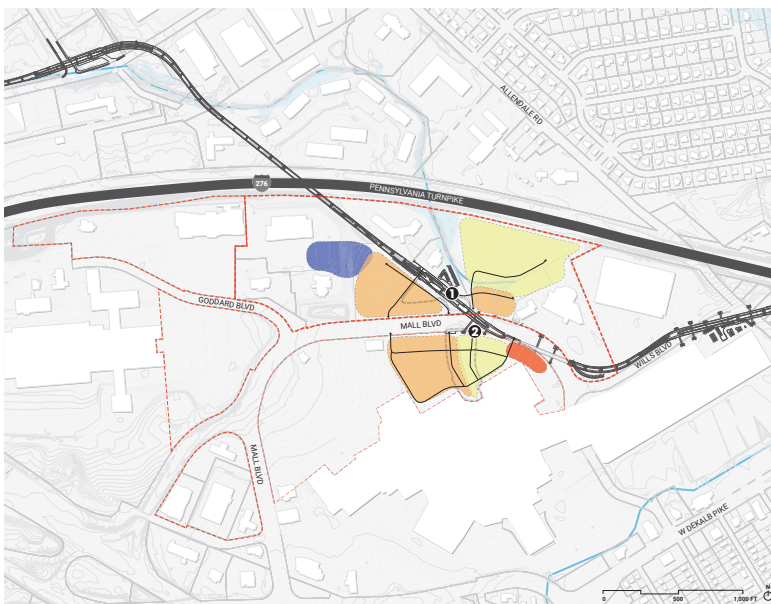 ALLENDALE RD
276
PENNSYLVANIA TURNPIKE
GODDARD BLVD
1
MALL BLVD
2
WILLS BLVD
MALL BLVD
W DEKALB PIKE
N
0 500 1,000 FT